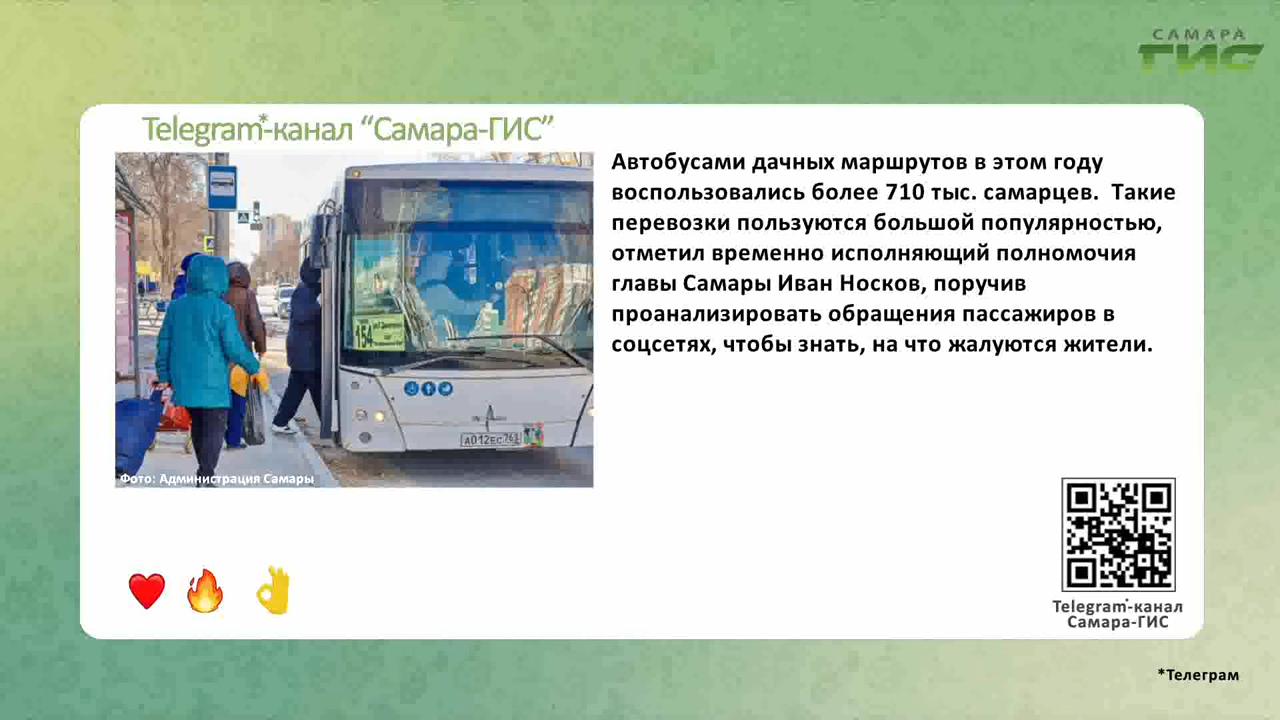 САМАРА
ГИС
Telegram*-канал “Самара-ГИС”
Автобусами дачных маршрутов в этом году
воспользовались более 710 тыс. самарцев. Такие
перевозки пользуются большой популярностью,
отметил временно исполняющий полномочия
главы Самары Иван Носков, поручив
проанализировать обращения пассажиров в
соцсетях, чтобы знать, на что жалуются жители.
154
А012ЕС763
Фото: Администрация Самары
Telegram*-канал
Самара-ГИС
*Телеграм